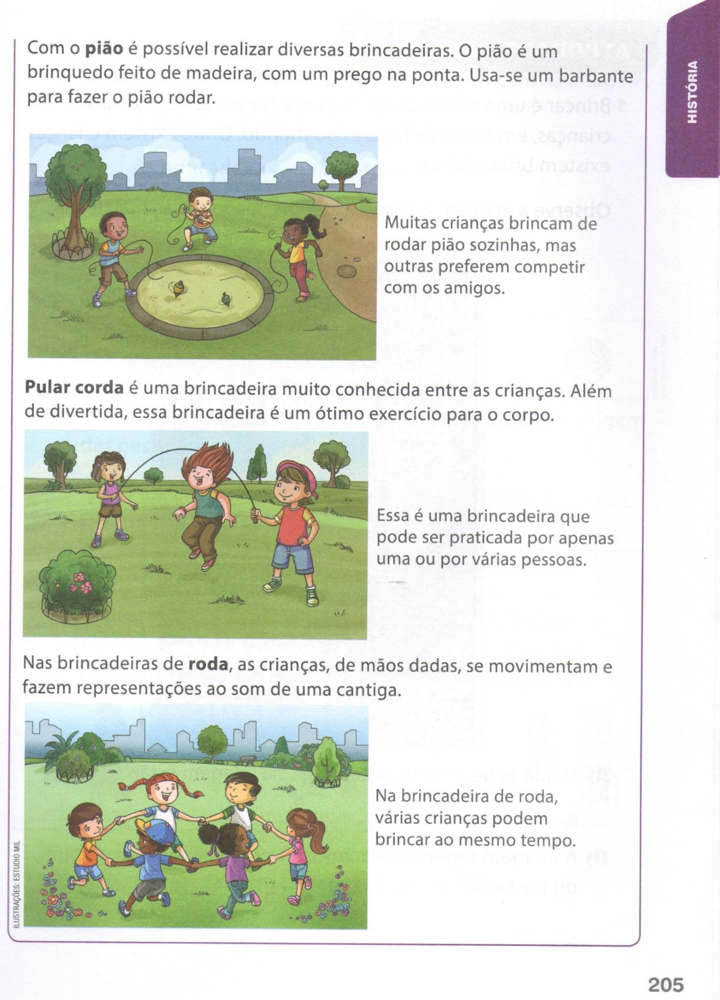 HISTÓRIA
Com o pião é possível realizar diversas brincadeiras. O pião é um
brinquedo feito de madeira, com um prego na ponta. Usa-se um barbante
para fazer o pião rodar.
Muitas crianças brincam de
rodar pião sozinhas, mas
outras preferem competir
com os amigos.
Pular corda é uma brincadeira muito conhecida entre as crianças. Além
de divertida, essa brincadeira é um ótimo exercício para o corpo.
Essa é uma brincadeira que
pode ser praticada por apenas
uma ou por várias pessoas.
Nas brincadeiras de roda, as crianças, de mãos dadas, se movimentam e
fazem representações ao som de uma cantiga.
Na brincadeira de roda,
várias crianças podem
brincar ao mesmo tempo.
ILUSTRAÇÕES: ESTUDIO MIL
205